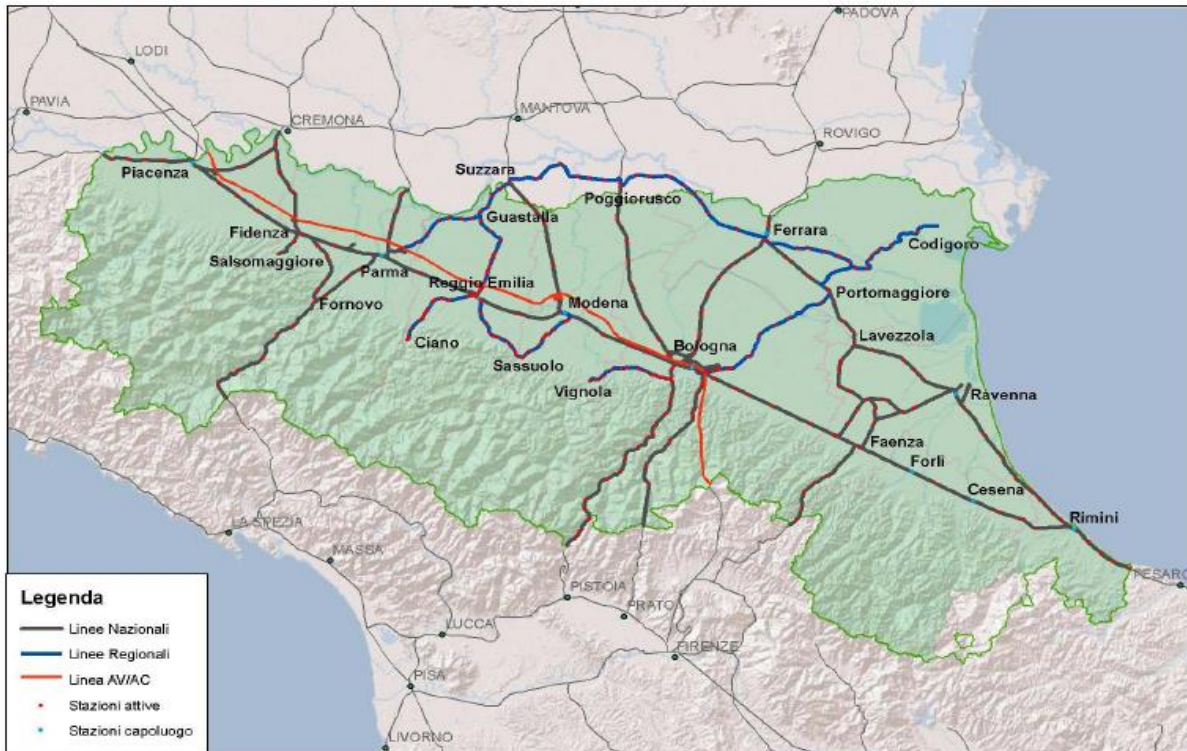 PADOVA
LODI
PAVIA
MANTOVA
CREMONA
ROVIGO
Piacenza
Suzzara
Poggiorusco
Guastalla
Ferrara
Fidenza
Codigoro
Salsomaggiore
Parma
Reggio Emilia
Portomaggiore
Fornovo
Modena
Lavezzola
Ciano
Bologna
Sassuolo
Vignola
Ravenna
Faenza
Forlì
Cesena
Rimini
LA SPEZIA
MASSA
PESARO
PISTOIA
PRATO
LUCCA
FIRENZE
PISA
LIVORNO
Legenda
Linee Nazionali
Linee Regionali
Linea AV/AC
Stazioni attive
Stazioni capoluogo